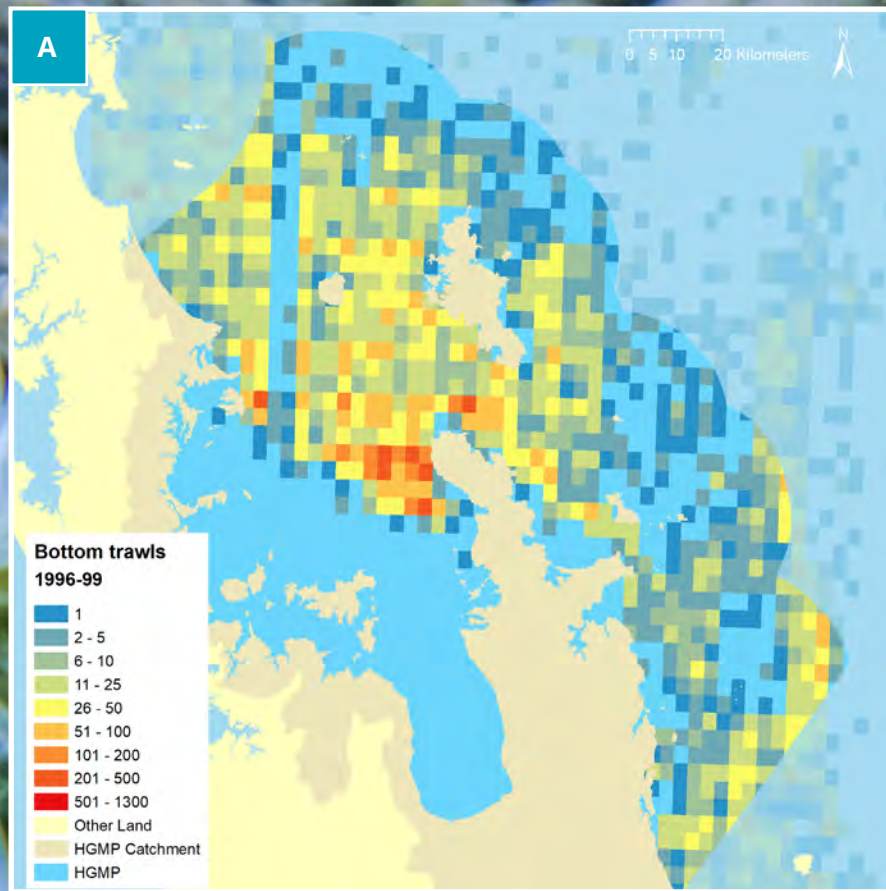 A
N
0 5 10 20 Kilometers
Bottom trawls
1996-99
1
2 - 5
6 - 10
11 - 25
26 - 50
51 - 100
101 - 200
201 - 500
501 - 1300
Other Land
HGMP Catchment
HGMP